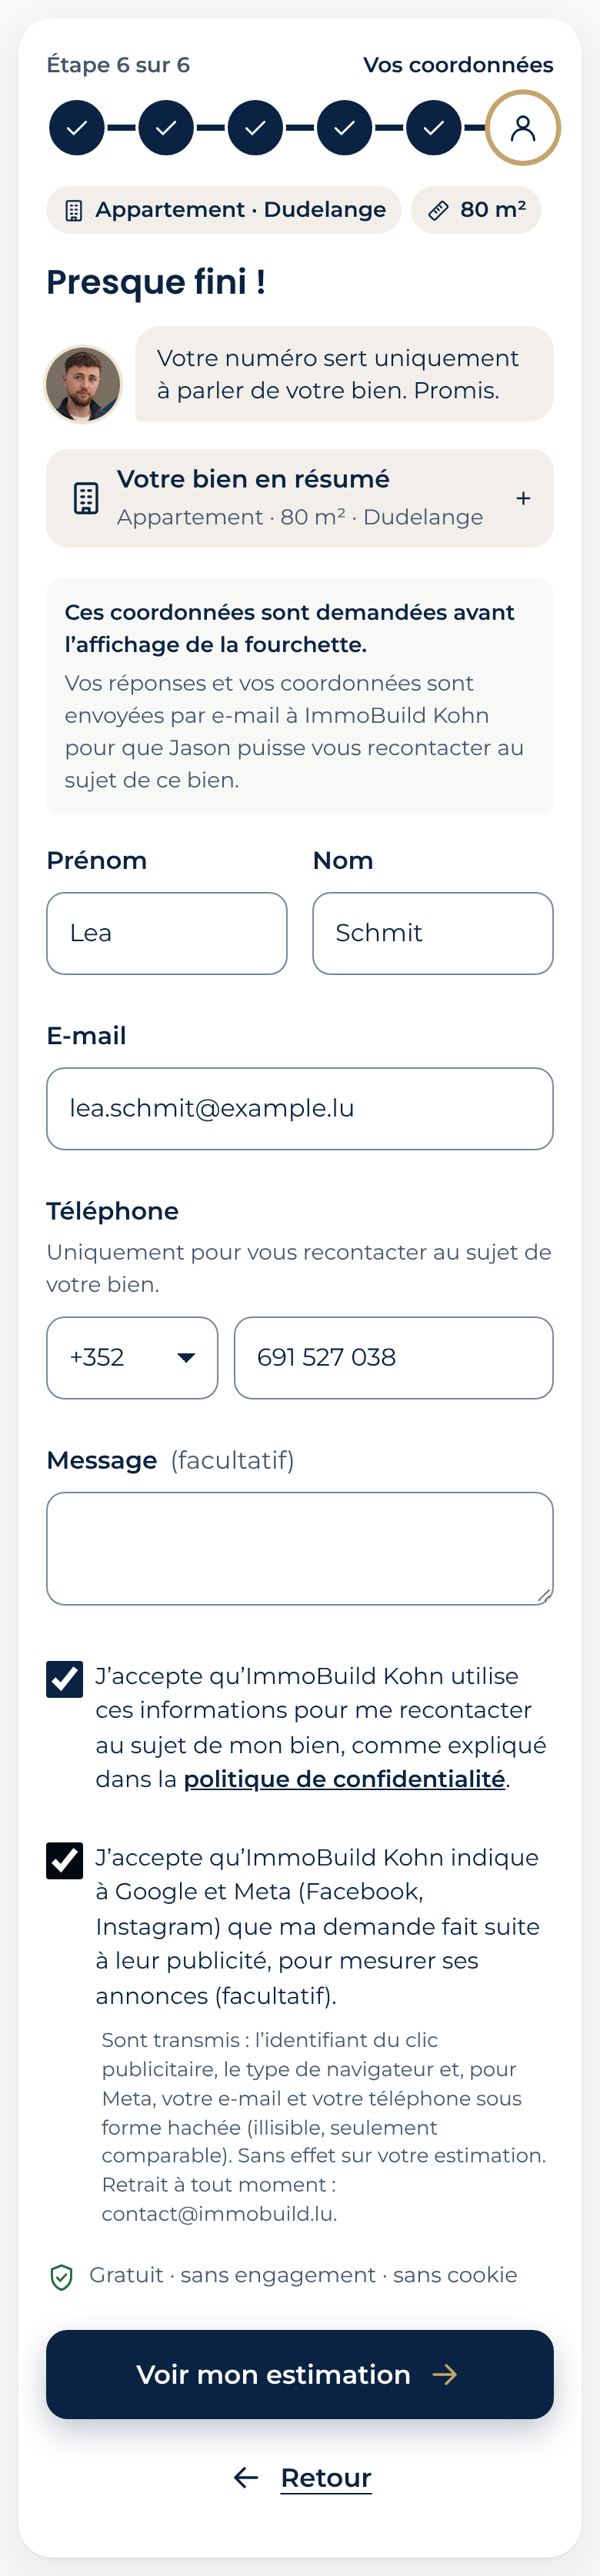 Étape 6 sur 6
Vos coordonnées
Appartement · Dudelange
80 m²
Presque fini !
Votre numéro sert uniquement
à parler de votre bien. Promis.
Votre bien en résumé
Appartement · 80 m² · Dudelange
+
Ces coordonnées sont demandées avant
l’affichage de la fourchette.
Vos réponses et vos coordonnées sont
envoyées par e-mail à ImmoBuild Kohn
pour que Jason puisse vous recontacter au
sujet de ce bien.
Prénom
Nom
Lea
Schmit
E-mail
lea.schmit@example.lu
Téléphone
Uniquement pour vous recontacter au sujet de
votre bien.
+352
691 527 038
Message (facultatif)
J’accepte qu’ImmoBuild Kohn utilise
ces informations pour me recontacter
au sujet de mon bien, comme expliqué
dans la politique de confidentialité.
J’accepte qu’ImmoBuild Kohn indique
à Google et Meta (Facebook,
Instagram) que ma demande fait suite
à leur publicité, pour mesurer ses
annonces (facultatif).
Sont transmis : l’identifiant du clic
publicitaire, le type de navigateur et, pour
Meta, votre e-mail et votre téléphone sous
forme hachée (illisible, seulement
comparable). Sans effet sur votre estimation.
Retrait à tout moment :
contact@immobuild.lu.
Gratuit · sans engagement · sans cookie
Voir mon estimation →
← Retour